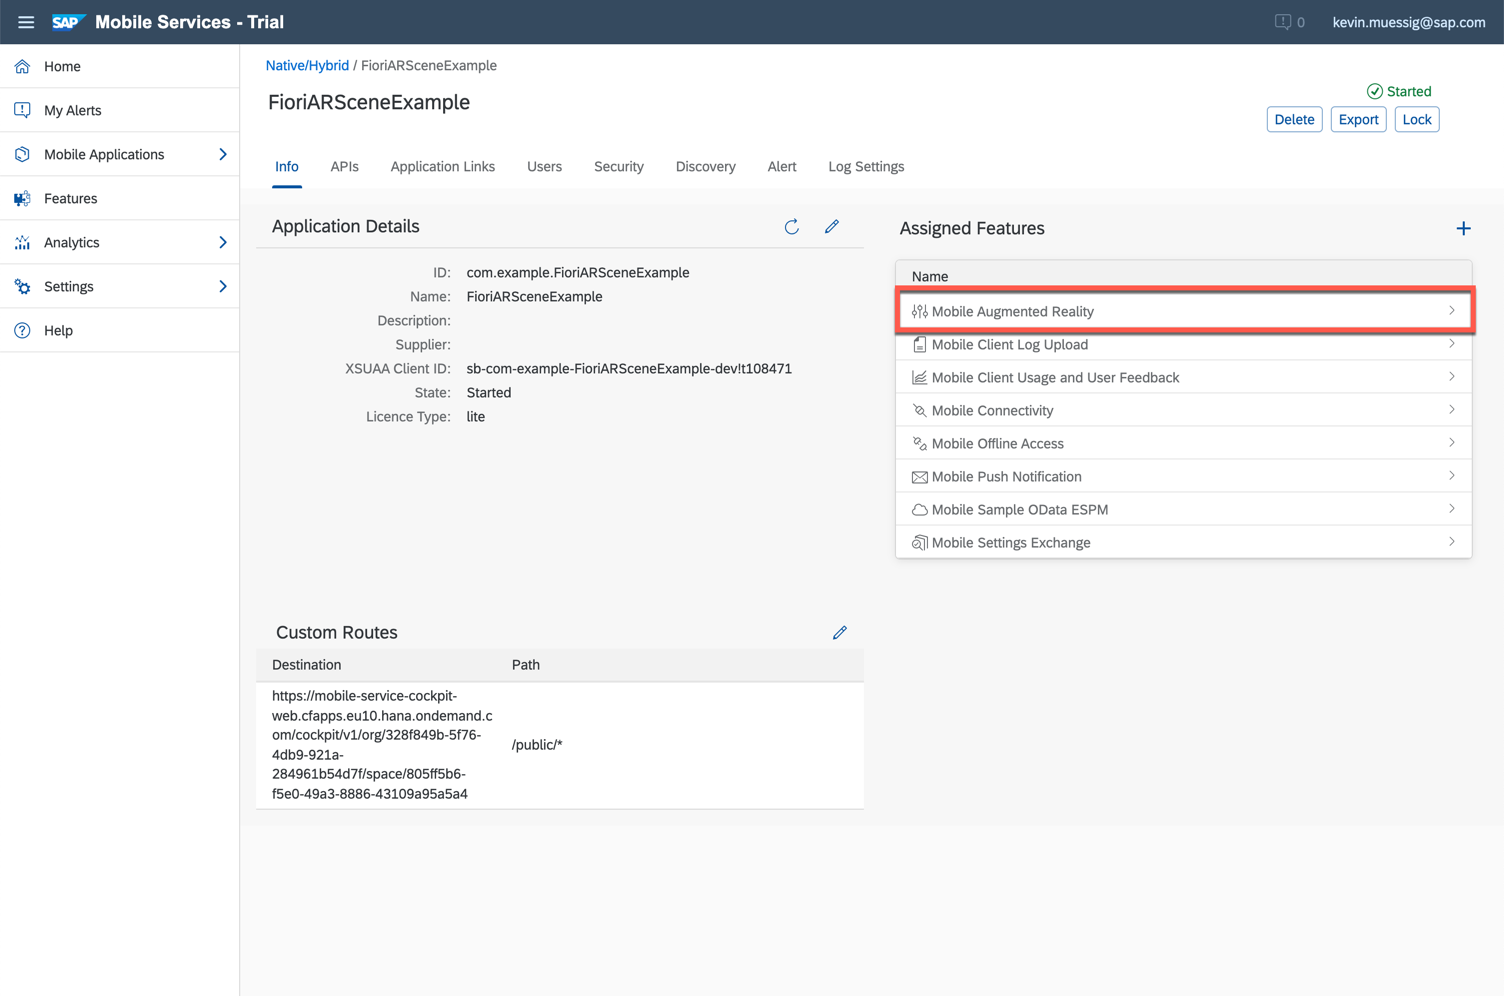 SAP Mobile Services - Trial
0
kevin.muessig@sap.com
Home
My Alerts
Mobile Applications
Features
Analytics
Settings
Help
Native/Hybrid / FioriARSceneExample
FioriARSceneExample
Started
Delete
Export
Lock
Info
APIs
Application Links
Users
Security
Discovery
Alert
Log Settings
Application Details
ID: com.example.FioriARSceneExample
Name: FioriARSceneExample
Description:
Supplier:
XSUAA Client ID: sb-com-example-FioriARSceneExample-dev!t108471
State: Started
Licence Type: lite
Assigned Features
Name
Mobile Augmented Reality
Mobile Client Log Upload
Mobile Client Usage and User Feedback
Mobile Connectivity
Mobile Offline Access
Mobile Push Notification
Mobile Sample OData ESPM
Mobile Settings Exchange
Custom Routes
Destination
Path
https://mobile-service-cockpit-
web.cfapps.eu10.hana.ondemand.c
om/cockpit/v1/org/328f849b-5f76-
4db9-921a-
284961b54d7f/space/805ff5b6-
f5e0-49a3-8886-43109a95a5a4
/public/*